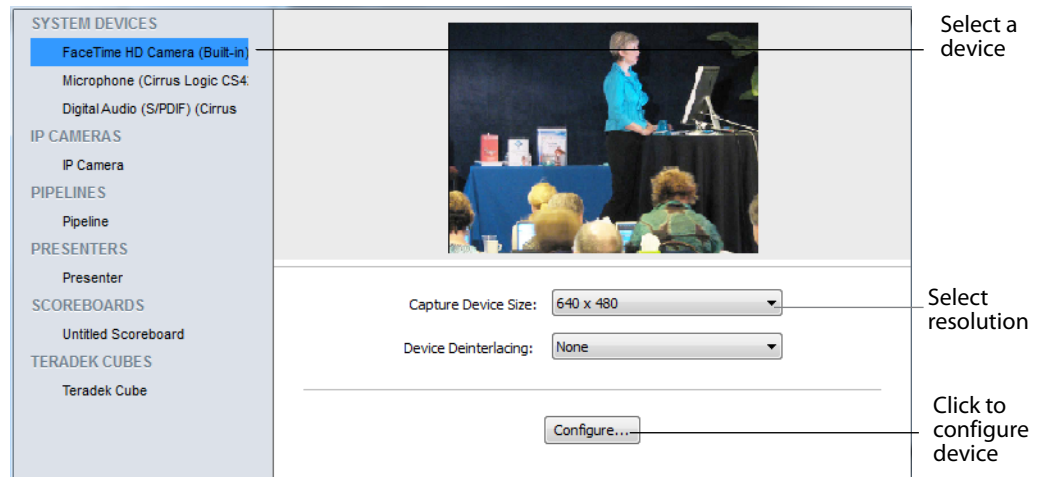 SYSTEM DEVICES
FaceTime HD Camera (Built-in)
Microphone (Cirrus Logic CS4:
Digital Audio (S/PDIF) (Cirrus
IP CAMERAS
IP Camera
PIPELINES
Pipeline
PRESENTERS
Presenter
SCOREBOARDS
Untitled Scoreboard
TERADEK CUBES
Teradek Cube
Capture Device Size: 640 x 480
Device Deinterlacing: None
Configure...
Select a
device
Select
resolution
Click to
configure
device